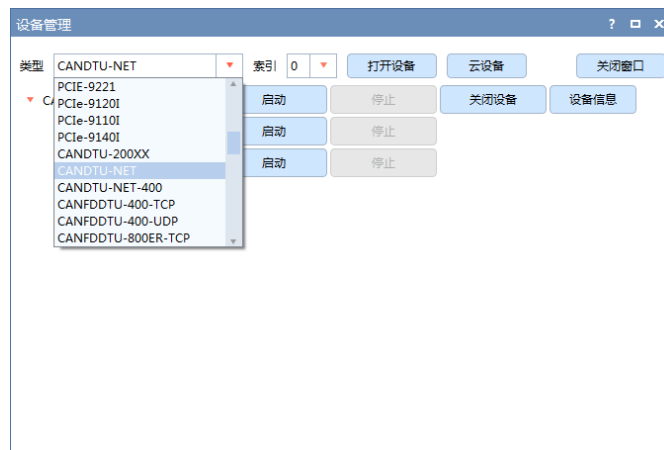 设备管理
类型 CANDTU-NET 索引 0 打开设备 云设备 关闭窗口
PCIE-9221
PCIe-9120I
PCIe-9110I
PCIe-9140I
CANDTU-200XX
CANDTU-NET
CANDTU-NET-400
CANFDDTU-400-TCP
CANFDDTU-400-UDP
CANFDDTU-800ER-TCP
启动 停止 关闭设备 设备信息
启动 停止
启动 停止